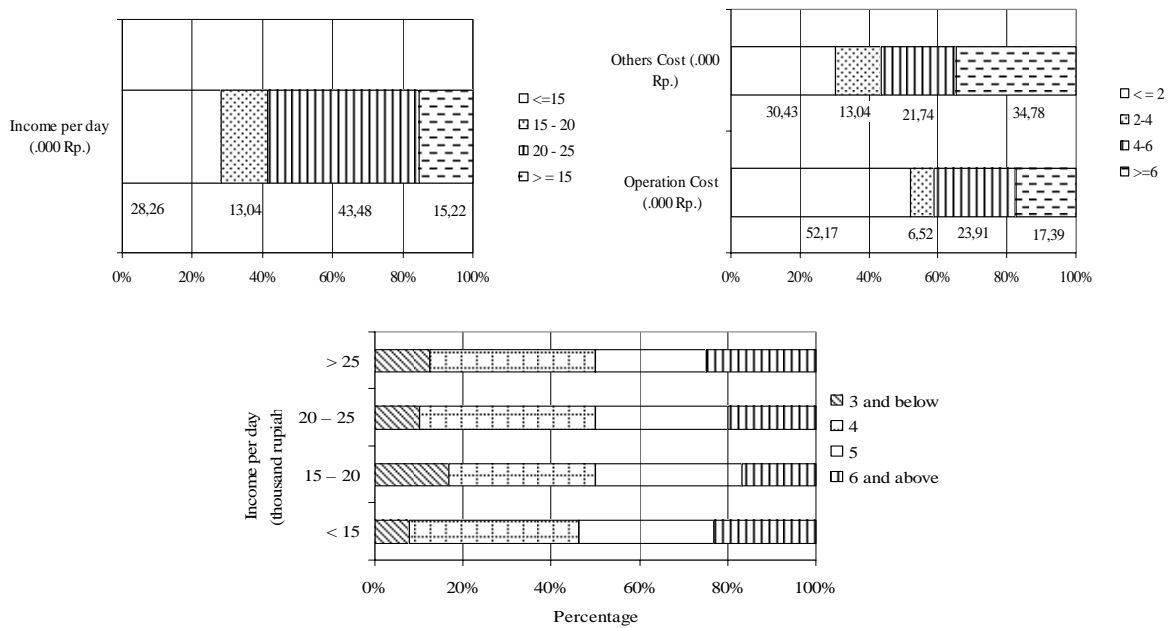 Income per day
(.000 Rp.)
28,26 13,04 43,48 15,22
0% 20% 40% 60% 80% 100%
<=15
15 - 20
20 - 25
> = 15
Others Cost (.000
Rp.)
30,43 13,04 21,74 34,78
Operation Cost
(.000 Rp.)
52,17 6,52 23,91 17,39
0% 20% 40% 60% 80% 100%
< = 2
2-4
4-6
>=6
Income per day
(thousand rupiah
> 25
20 – 25
15 – 20
< 15
0% 20% 40% 60% 80% 100%
Percentage
3 and below
4
5
6 and above